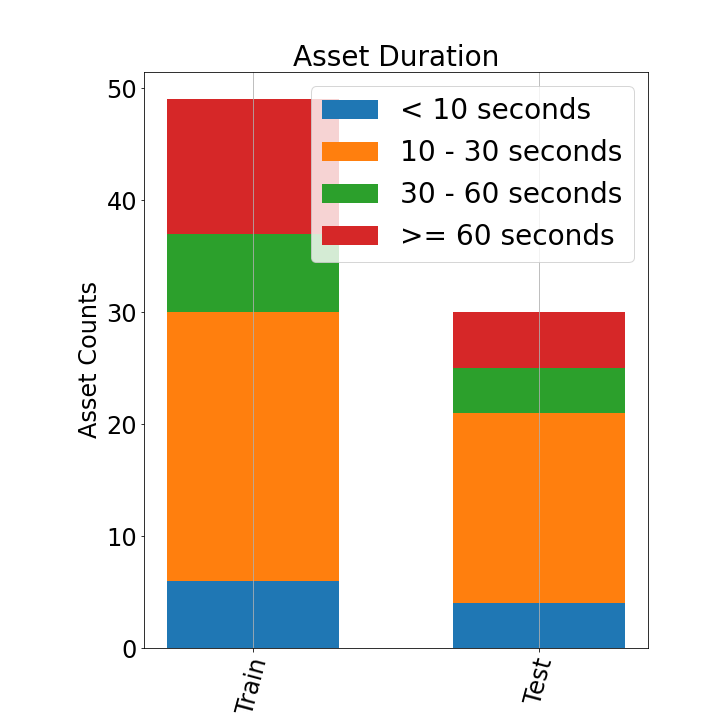 Asset Duration
50
40
30
20
10
0
Asset Counts
< 10 seconds
10 - 30 seconds
30 - 60 seconds
>= 60 seconds
Train
Test